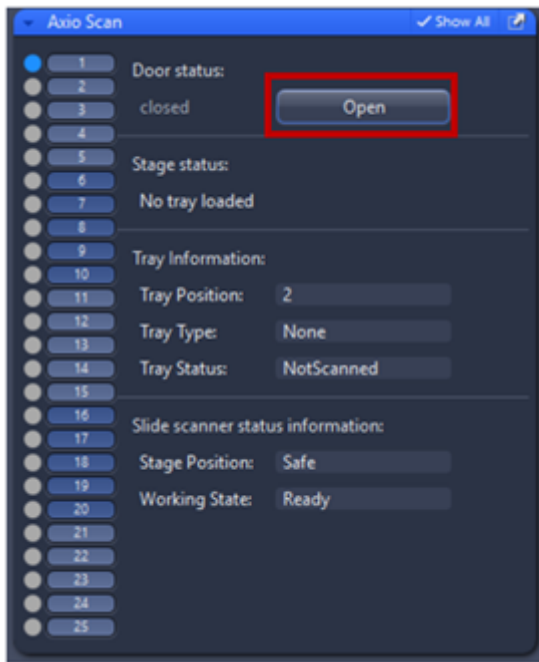 Axio Scan
Show All
1
2
3
4
5
6
7
8
9
10
11
12
13
14
15
16
17
18
19
20
21
22
23
24
25
Door status:
closed
Open
Stage status:
No tray loaded
Tray Information:
Tray Position: 2
Tray Type: None
Tray Status: NotScanned
Slide scanner status information:
Stage Position: Safe
Working State: Ready